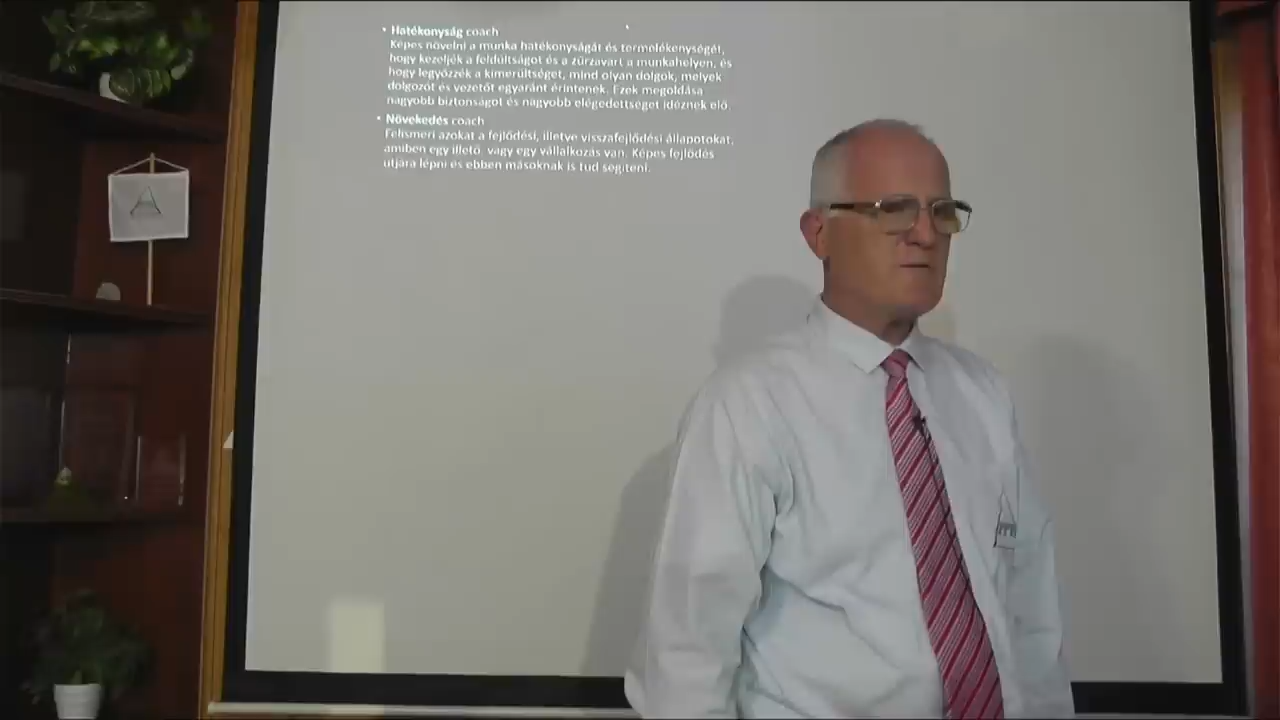 • Hatékonyság coach
Képes növelni a munka hatékonyságát és termelékenységét,
hogy kezeljék a feldúltságot és a zűrzavart a munkahelyen, és
hogy legyőzzék a kimerültséget, mind olyan dolgok, melyek
dolgozót és vezetőt egyaránt érintenek. Ezek megoldása
nagyobb biztonságot és nagyobb elégedettséget idéznek elő.
• Növekedés coach
Felismeri azokat a fejlődési, illetve visszafejlődési állapotokat,
amiben egy illető, vagy egy vállalkozás van. Képes fejlődés
útjára lépni és ebben másoknak is tud segíteni.
A